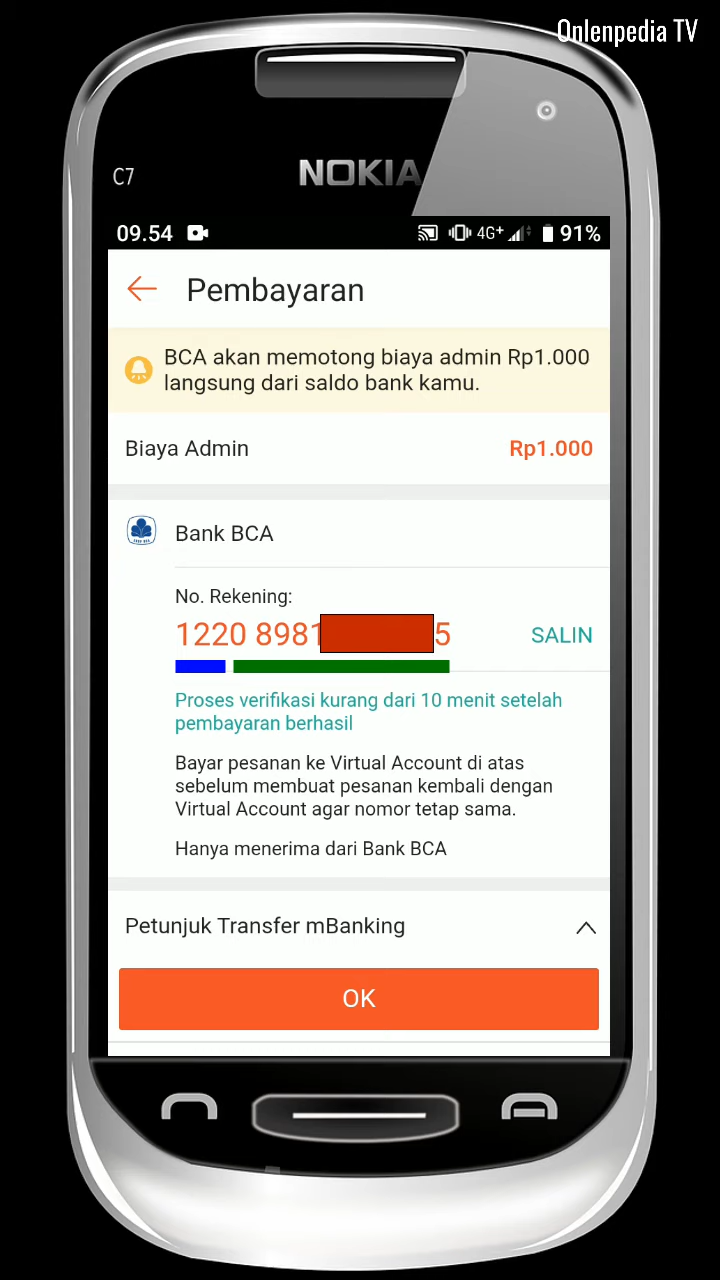 Onlenpedia TV
C7
NOKIA
09.54 4G+ 91%
Pembayaran
BCA akan memotong biaya admin Rp1.000
langsung dari saldo bank kamu.
Biaya Admin Rp1.000
Bank BCA
No. Rekening:
1220 8981 5 SALIN
Proses verifikasi kurang dari 10 menit setelah
pembayaran berhasil
Bayar pesanan ke Virtual Account di atas
sebelum membuat pesanan kembali dengan
Virtual Account agar nomor tetap sama.
Hanya menerima dari Bank BCA
Petunjuk Transfer mBanking
OK